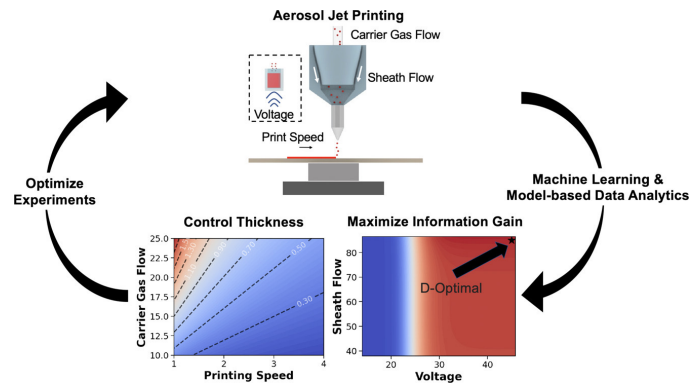 Aerosol Jet Printing
Carrier Gas Flow
Sheath Flow
Voltage
Print Speed
Optimize
Experiments
Machine Learning &
Model-based Data Analytics
Control Thickness
Maximize Information Gain
Carrier Gas Flow
25.0
22.5
20.0
17.5
15.0
12.5
10.0
0.70
0.50
0.30
1
2
3
4
Printing Speed
Sheath Flow
80
70
60
50
40
D-Optimal
20
30
40
Voltage